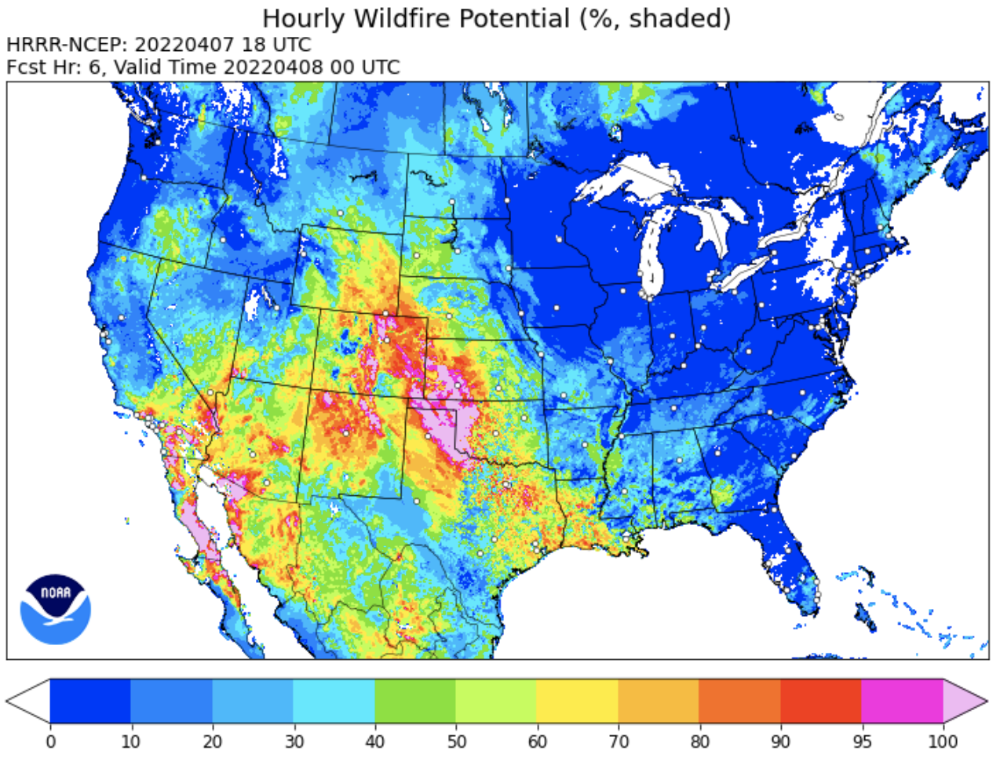 Hourly Wildfire Potential (%, shaded)
HRRR-NCEP: 20220407 18 UTC
Fcst Hr: 6, Valid Time 20220408 00 UTC
NOAA
0 10 20 30 40 50 60 70 80 90 95 100